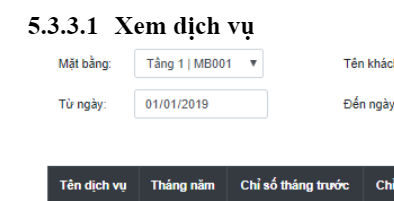 5.3.3.1 Xem dịch vụ
Mặt bằng: Tầng 1 | MB001 Tên khách
Từ ngày: 01/01/2019 Đến ngày
Tên dịch vụ Tháng năm Chỉ số tháng trước Chỉ